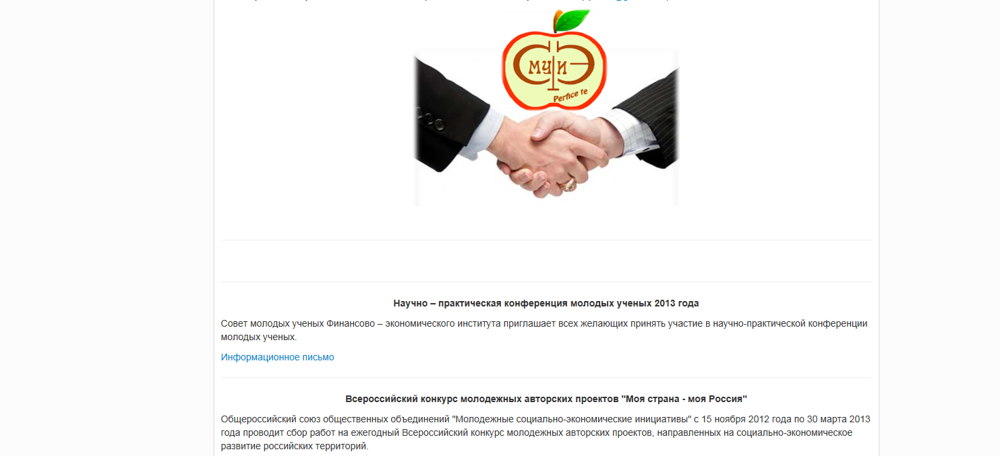 СФЭ
МУ И
Perfice te
Научно – практическая конференция молодых ученых 2013 года
Совет молодых ученых Финансово – экономического института приглашает всех желающих принять участие в научно-практической конференции
молодых ученых.
Информационное письмо
Всероссийский конкурс молодежных авторских проектов "Моя страна - моя Россия"
Общероссийский союз общественных объединений "Молодежные социально-экономические инициативы" с 15 ноября 2012 года по 30 марта 2013
года проводит сбор работ на ежегодный Всероссийский конкурс молодежных авторских проектов, направленных на социально-экономическое
развитие российских территорий.